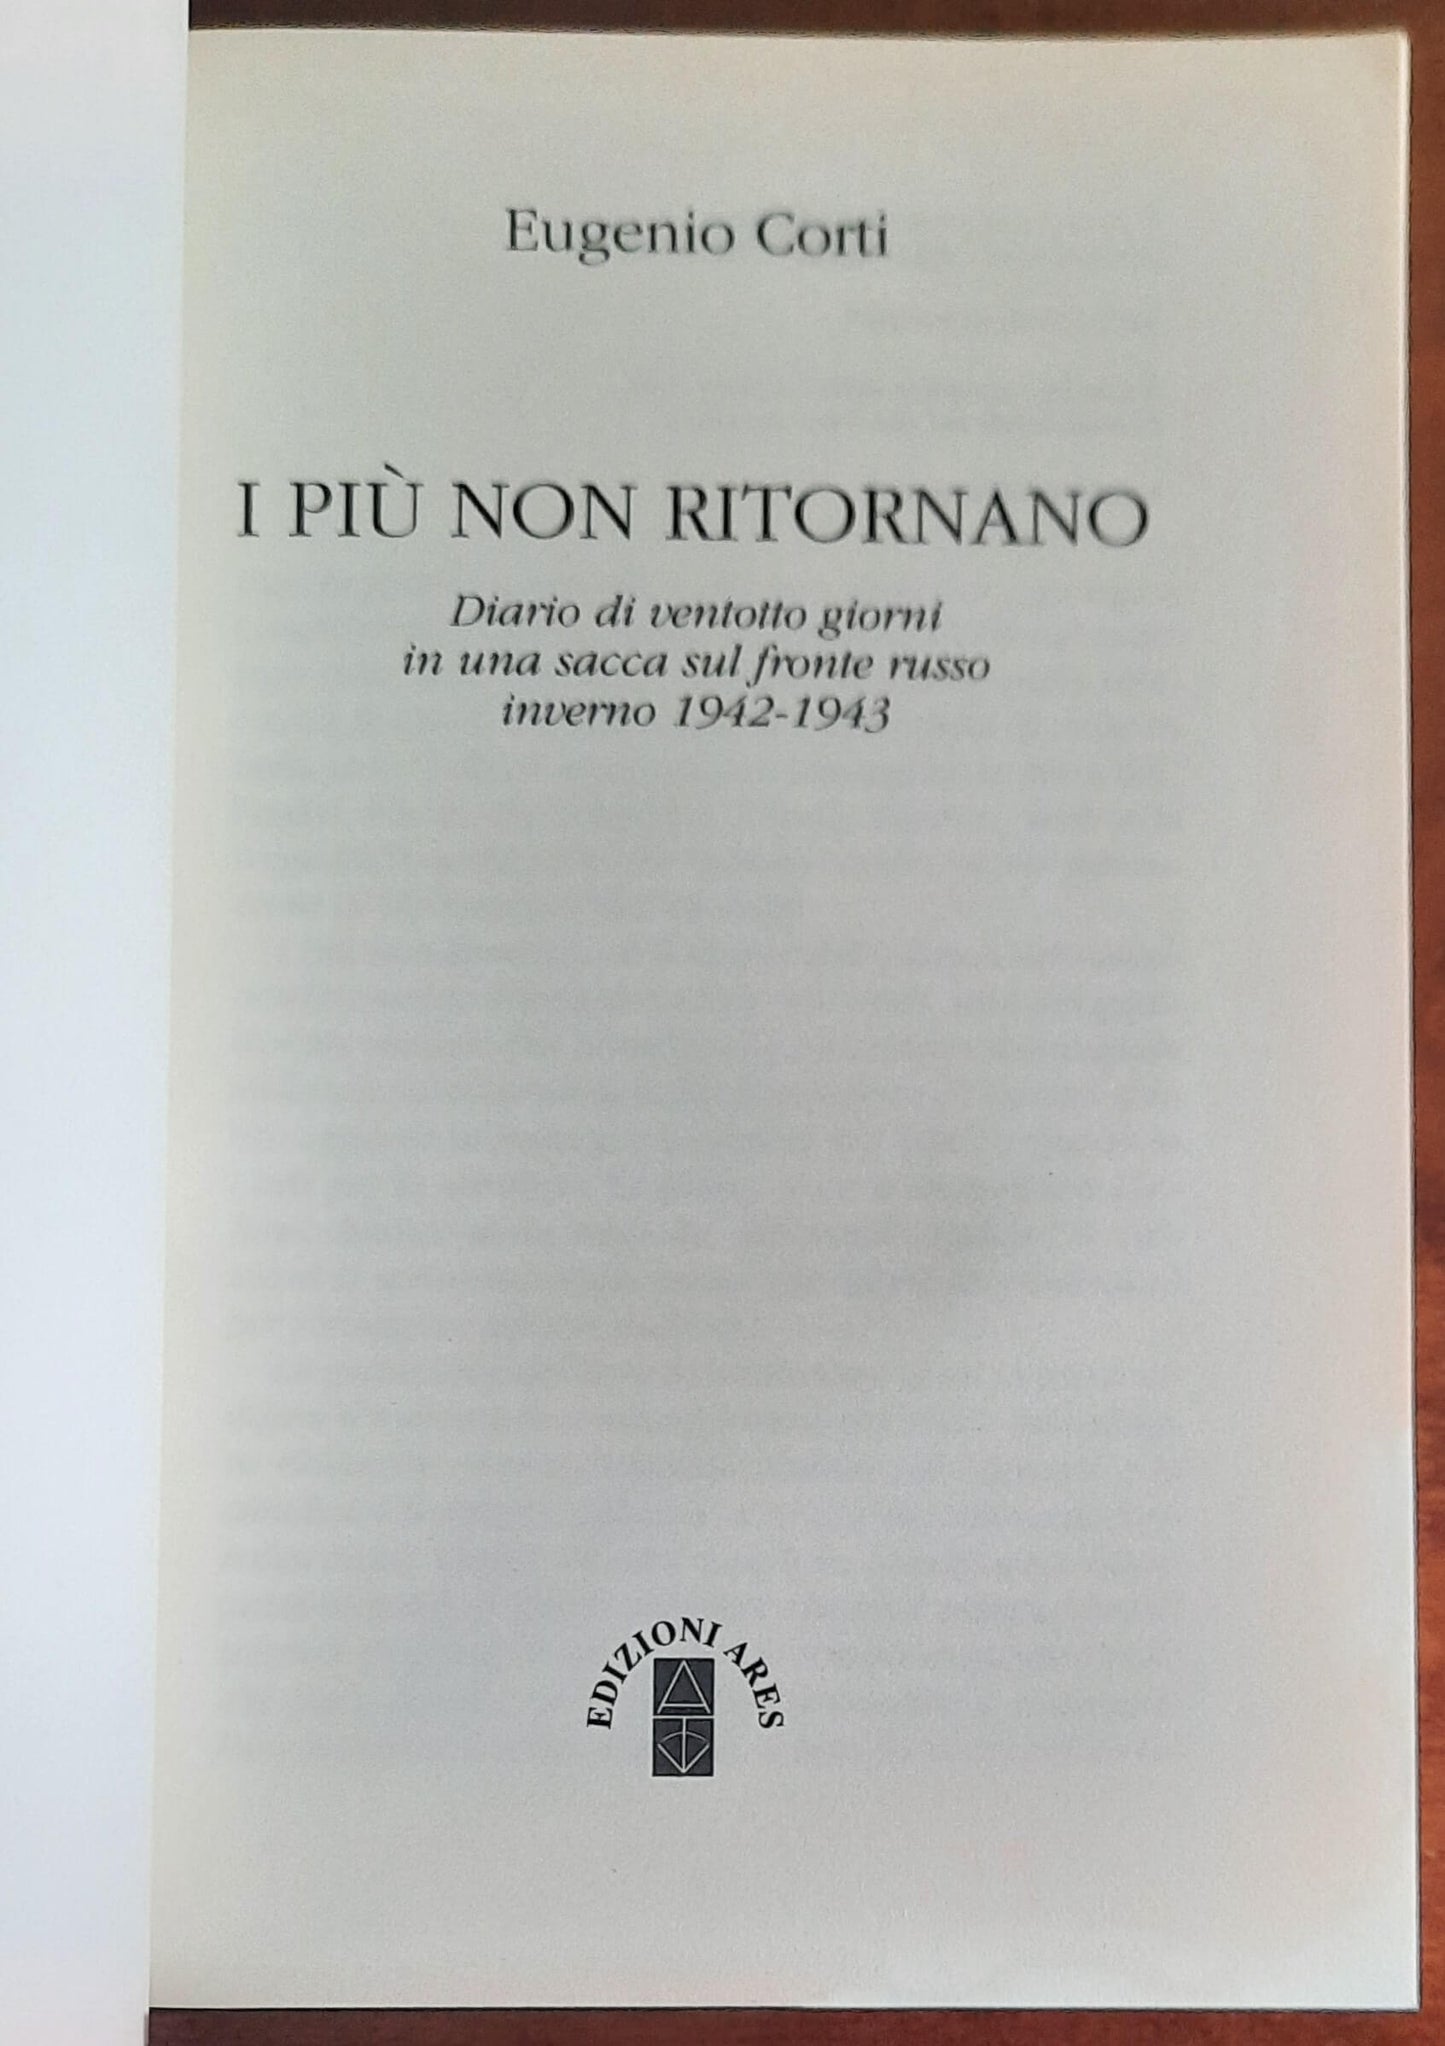 Eugenio Corti
I PIÙ NON RITORNANO
Diario di ventotto giorni
in una sacca sul fronte russo
inverno 1942-1943
EDIZIONI ARES